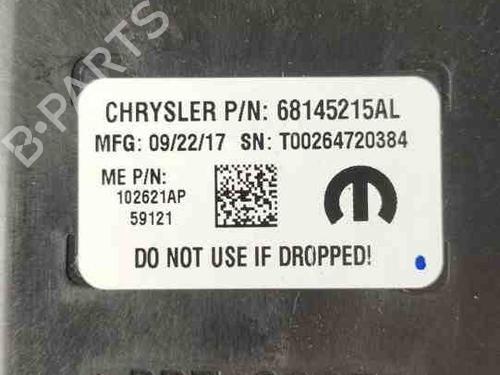 B-PARTS
CHRYSLER P/N: 68145215AL
MFG: 09/22/17 SN: T00264720384
ME P/N:
102621AP
59121
DO NOT USE IF DROPPED!